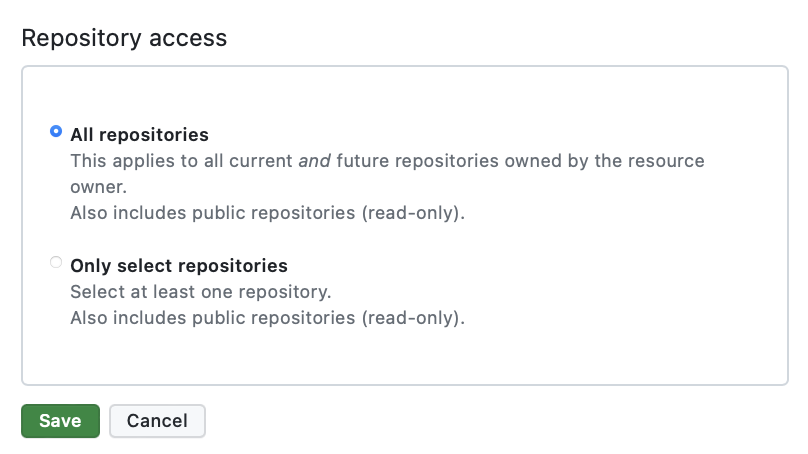 Repository access
All repositories
This applies to all current and future repositories owned by the resource
owner.
Also includes public repositories (read-only).
Only select repositories
Select at least one repository.
Also includes public repositories (read-only).
Save
Cancel